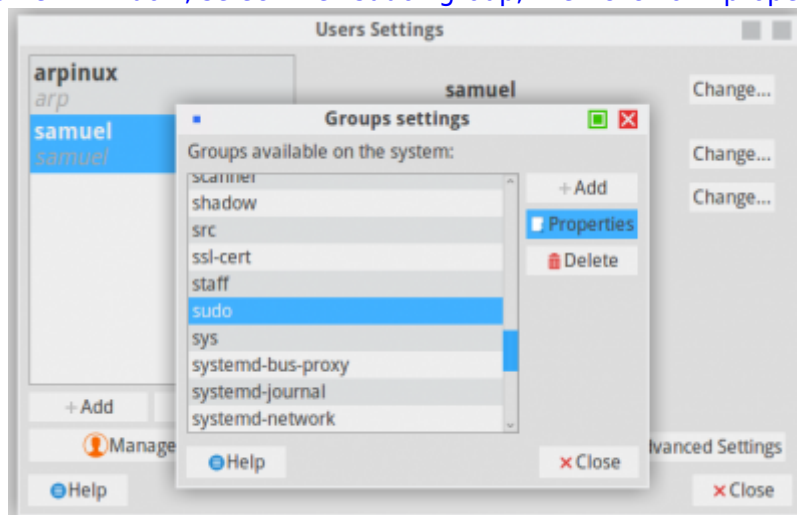 Users Settings
arpinux
arp
samuel
samuel
samuel
Change...
Change...
Change...
Groups settings
Groups available on the system:
scanner
shadow
src
ssl-cert
staff
sudo
sys
systemd-bus-proxy
systemd-journal
systemd-network
+ Add
Properties
Delete
Help
Close
+ Add
Manage
Advanced Settings
Help
Close